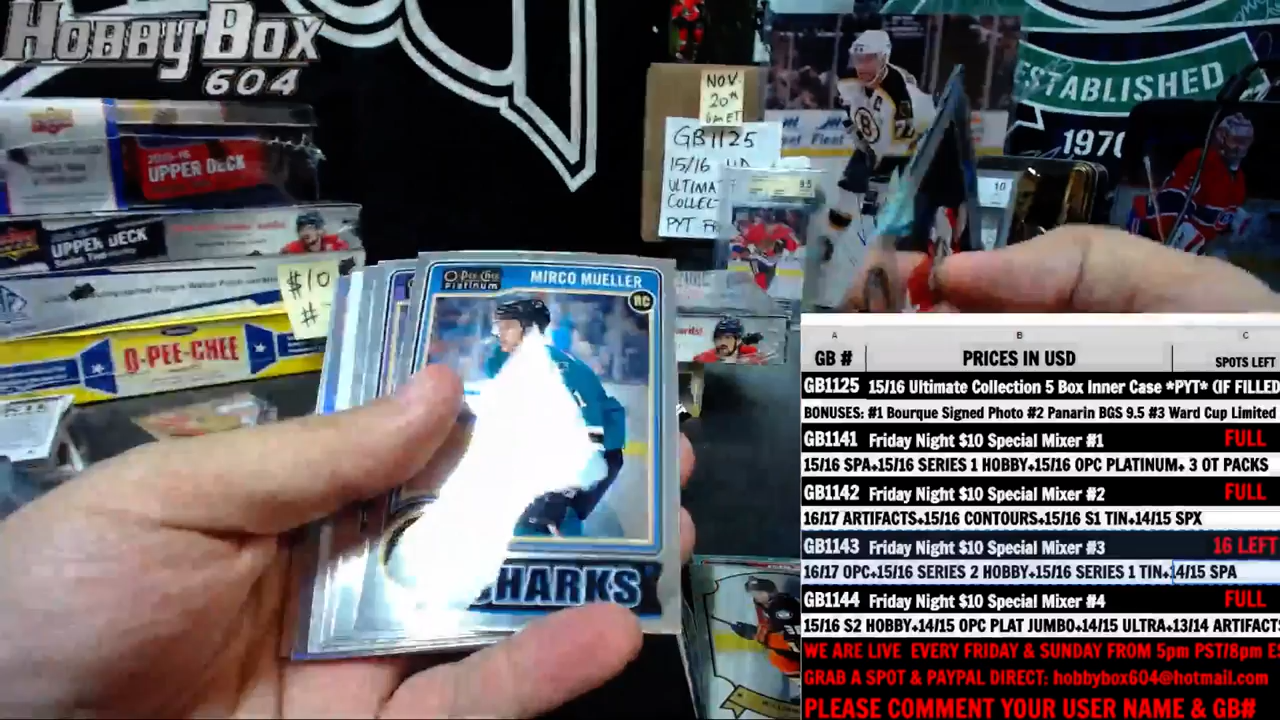 HOBBYBOX
604
UPPER DECK
UPPER DECK
O-PEE-CHEE
#10
#
NOV
20th
6pm ET
GB1125
15/16 UD
ULTIMA
COLLEC
PYT
9.5
10
ESTABLISHED
1970
O-PEE-CHEE
Platinum
MIRCO MUELLER
RC
SHARKS
A B C
GB # PRICES IN USD SPOTS LEFT
GB1125 15/16 Ultimate Collection 5 Box Inner Case *PYT* (IF FILLED
BONUSES: #1 Bourque Signed Photo #2 Panarin BGS 9.5 #3 Ward Cup Limited
GB1141 Friday Night $10 Special Mixer #1 FULL
15/16 SPA+15/16 SERIES 1 HOBBY+15/16 OPC PLATINUM+ 3 OT PACKS
GB1142 Friday Night $10 Special Mixer #2 FULL
16/17 ARTIFACTS+15/16 CONTOURS+15/16 S1 TIN+14/15 SPX
GB1143 Friday Night $10 Special Mixer #3 16 LEFT
16/17 OPC+15/16 SERIES 2 HOBBY+15/16 SERIES 1 TIN+14/15 SPA
GB1144 Friday Night $10 Special Mixer #4 FULL
15/16 S2 HOBBY+14/15 OPC PLAT JUMBO+14/15 ULTRA+13/14 ARTIFACTS
WE ARE LIVE EVERY FRIDAY & SUNDAY FROM 5pm PST/8pm ES
GRAB A SPOT & PAYPAL DIRECT: hobbybox604@hotmail.com
PLEASE COMMENT YOUR USER NAME & GB#